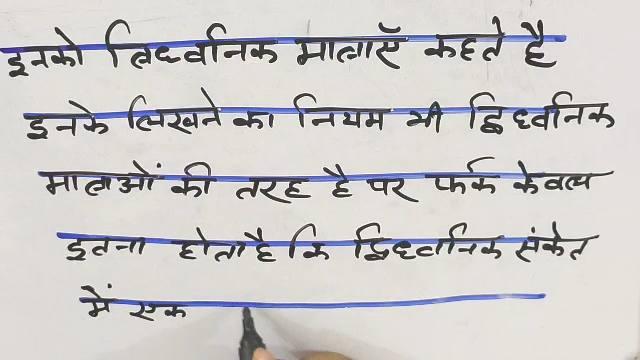 इनको त्रिध्वनिक मात्राएँ कहते है
इनके लिखने का नियम भी द्विध्वनिक
मात्राओं की तरह है पर फर्क केवल
इतना होता है कि द्विध्वनिक संकेत
में एक